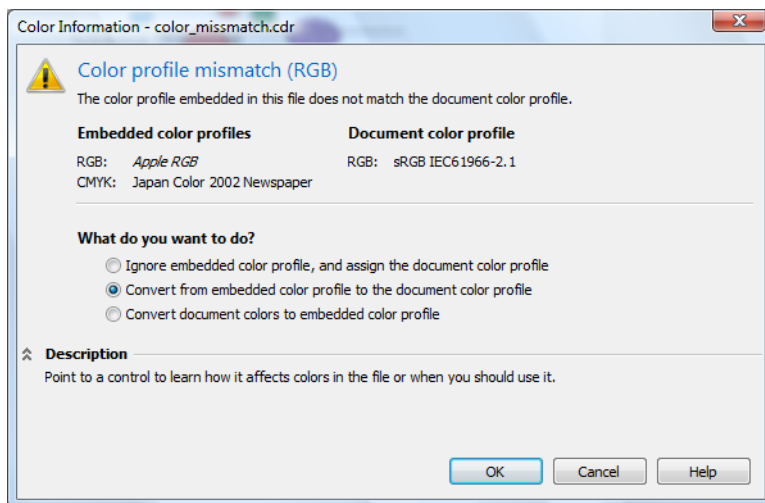 Color Information - color_missmatch.cdr
Color profile mismatch (RGB)
The color profile embedded in this file does not match the document color profile.
Embedded color profiles Document color profile
RGB: Apple RGB RGB: sRGB IEC61966-2.1
CMYK: Japan Color 2002 Newspaper
What do you want to do?
Ignore embedded color profile, and assign the document color profile
Convert from embedded color profile to the document color profile
Convert document colors to embedded color profile
Description
Point to a control to learn how it affects colors in the file or when you should use it.
OK Cancel Help